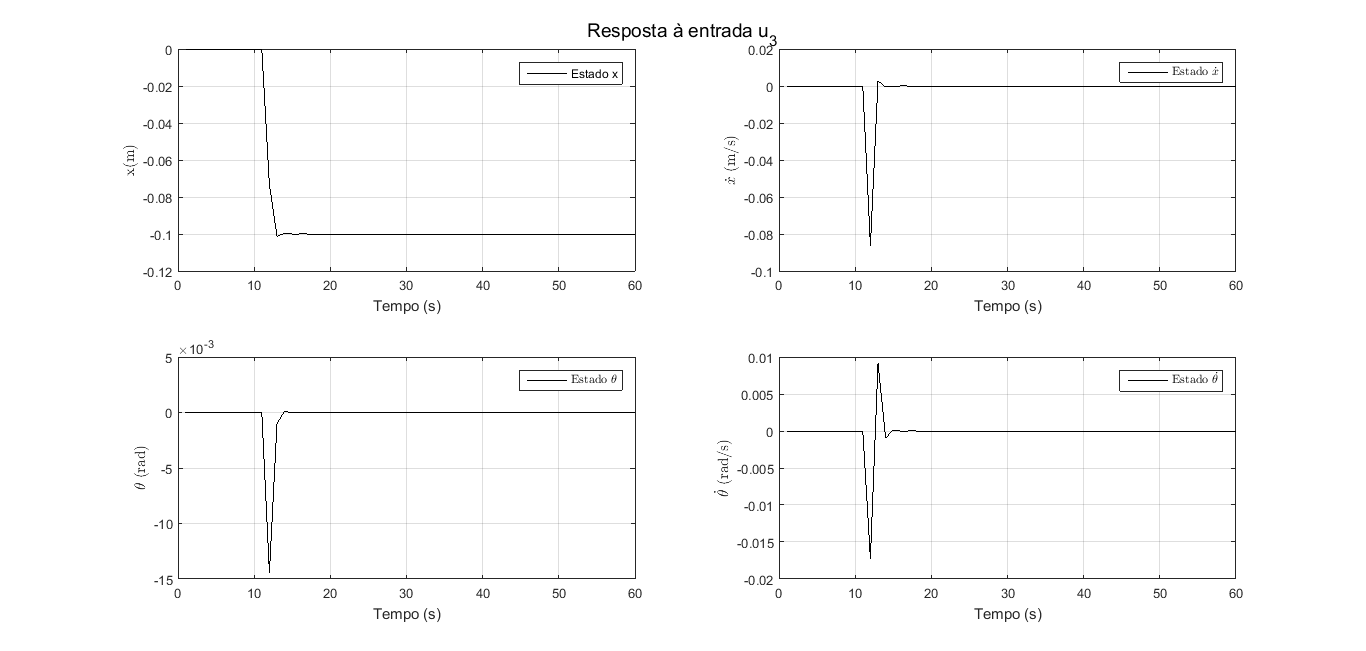 Resposta à entrada u₃
0
-0.02
-0.04
-0.06
-0.08
-0.1
-0.12
x(m)
Estado x
0 10 20 30 40 50 60
Tempo (s)
0.02
0
-0.02
-0.04
-0.06
-0.08
-0.1
ẋ (m/s)
Estado ẋ
0 10 20 30 40 50 60
Tempo (s)
×10⁻³
5
0
-5
-10
-15
θ (rad)
Estado θ
0 10 20 30 40 50 60
Tempo (s)
0.01
0.005
0
-0.005
-0.01
-0.015
-0.02
θ̇ (rad/s)
Estado θ̇
0 10 20 30 40 50 60
Tempo (s)